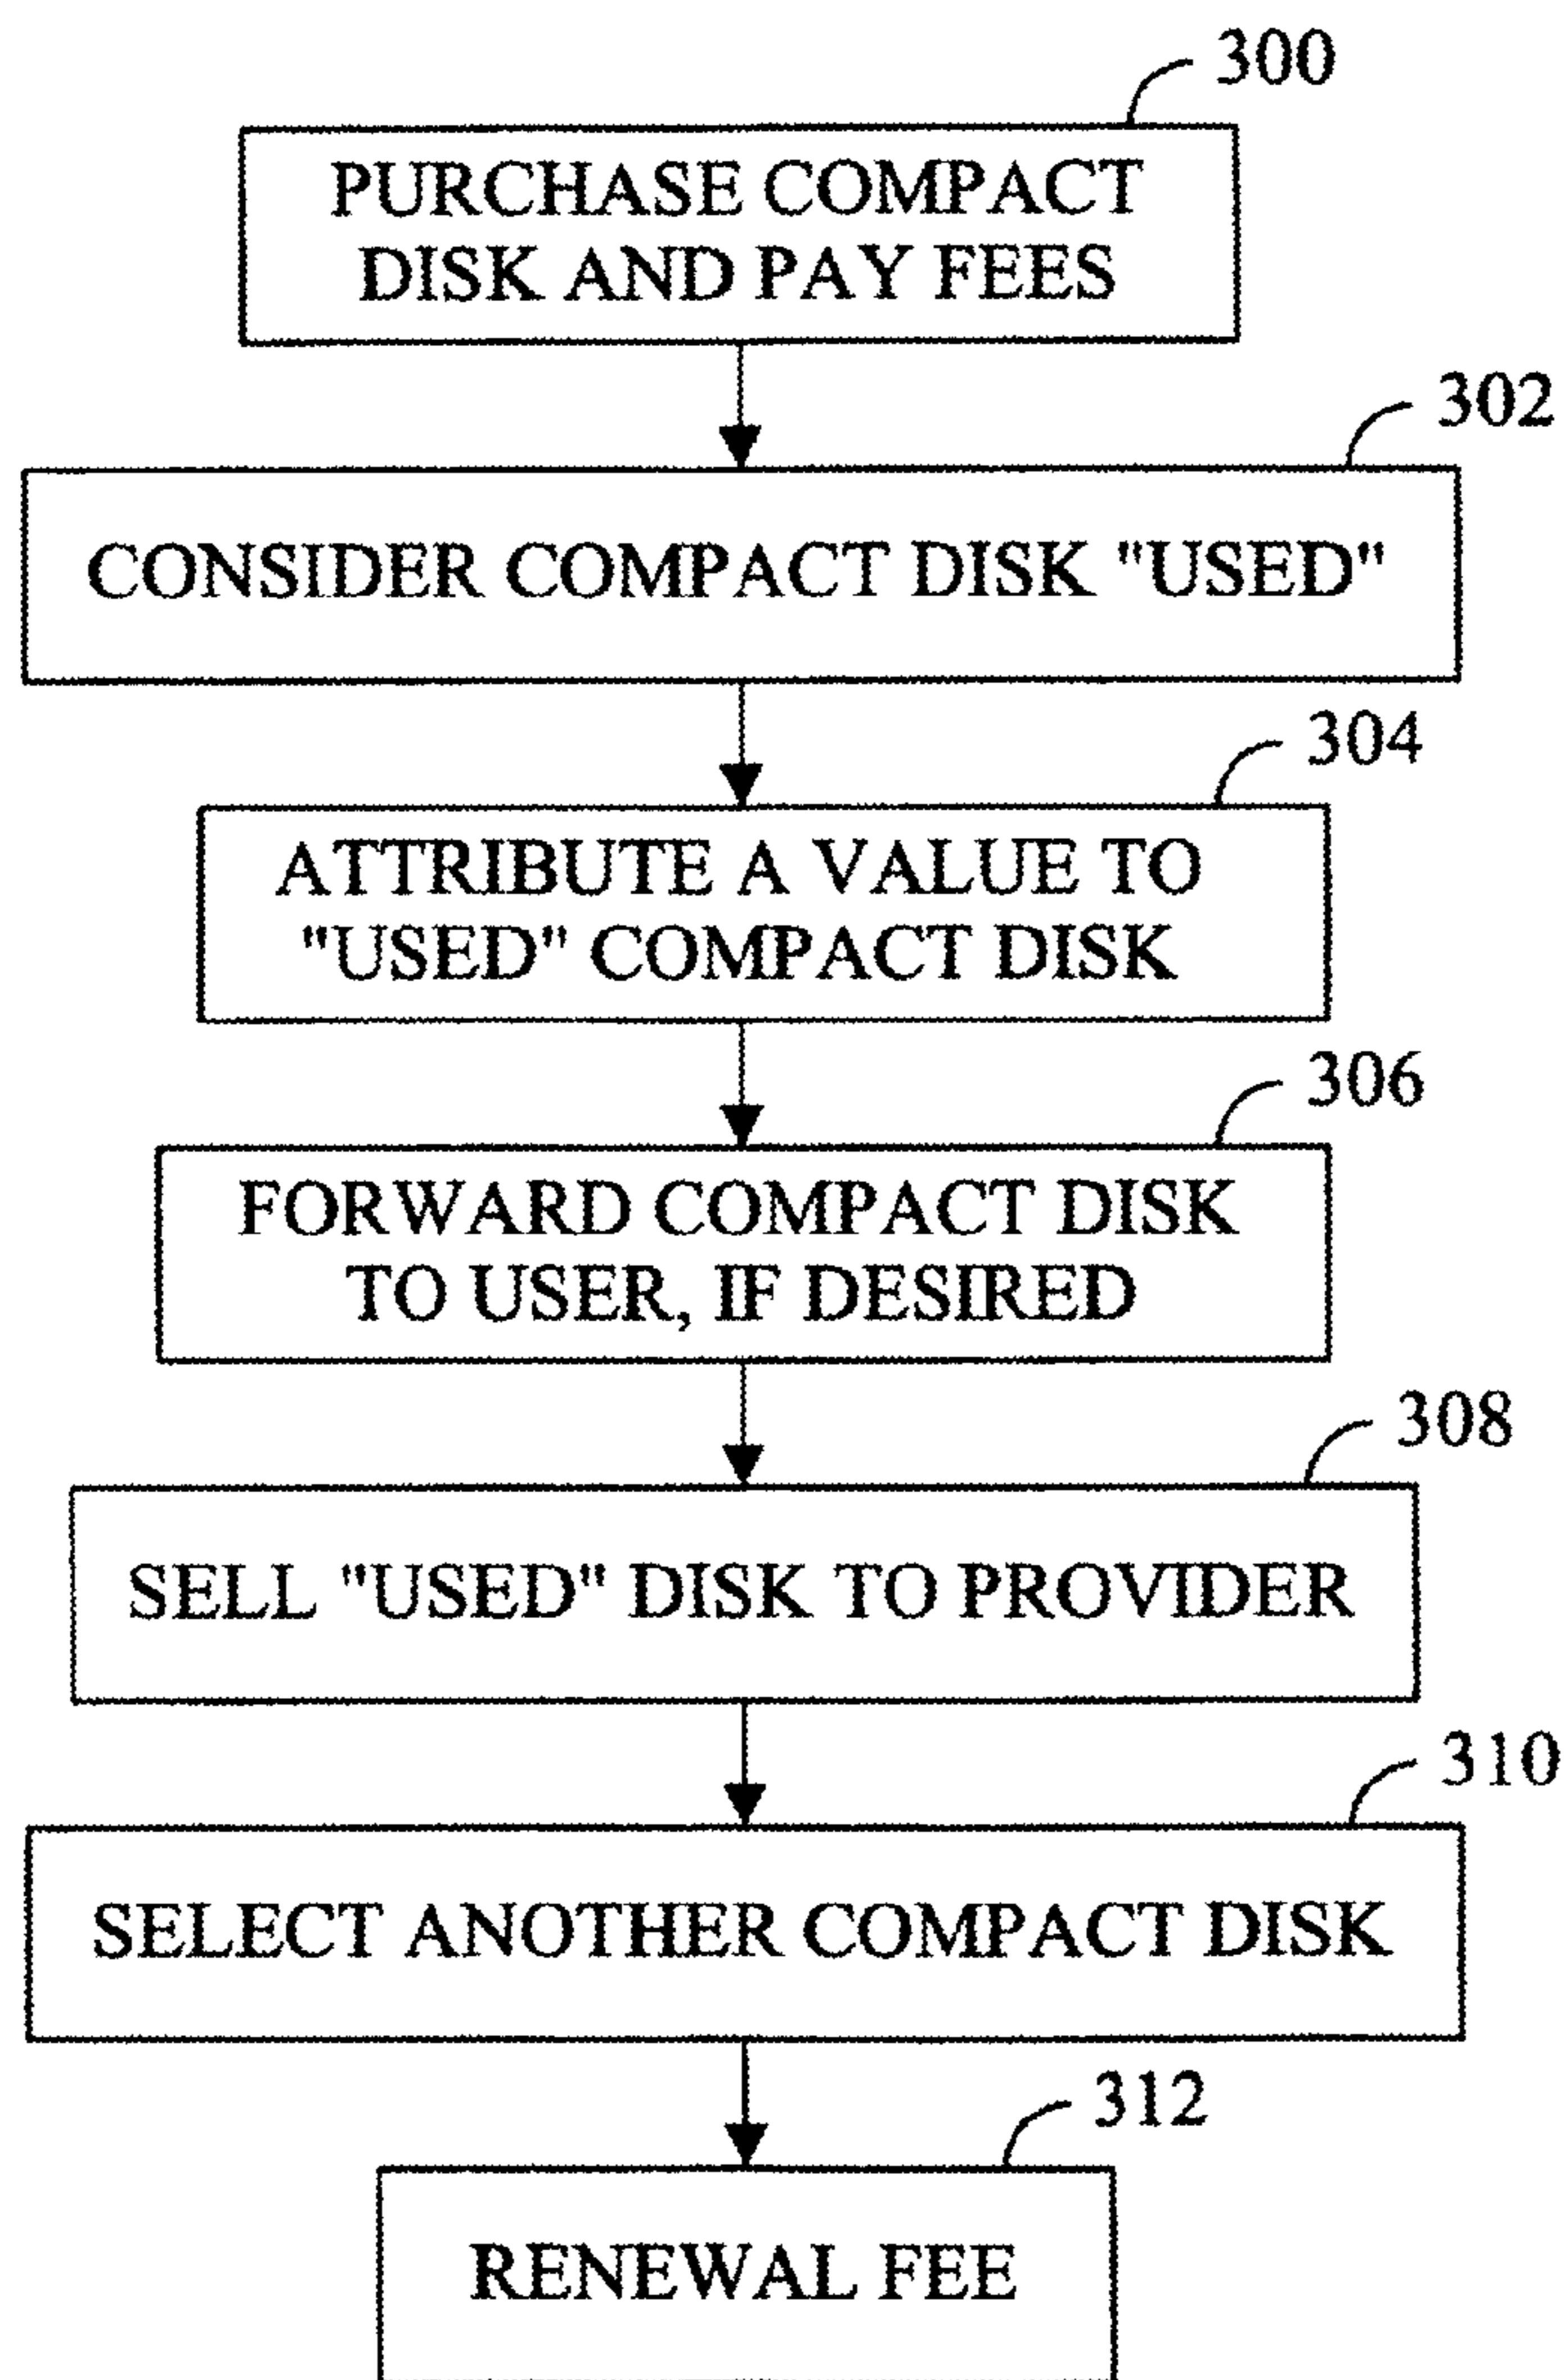 300
PURCHASE COMPACT
DISK AND PAY FEES
302
CONSIDER COMPACT DISK "USED"
304
ATTRIBUTE A VALUE TO
"USED" COMPACT DISK
306
FORWARD COMPACT DISK
TO USER, IF DESIRED
308
SELL "USED" DISK TO PROVIDER
310
SELECT ANOTHER COMPACT DISK
312
RENEWAL FEE